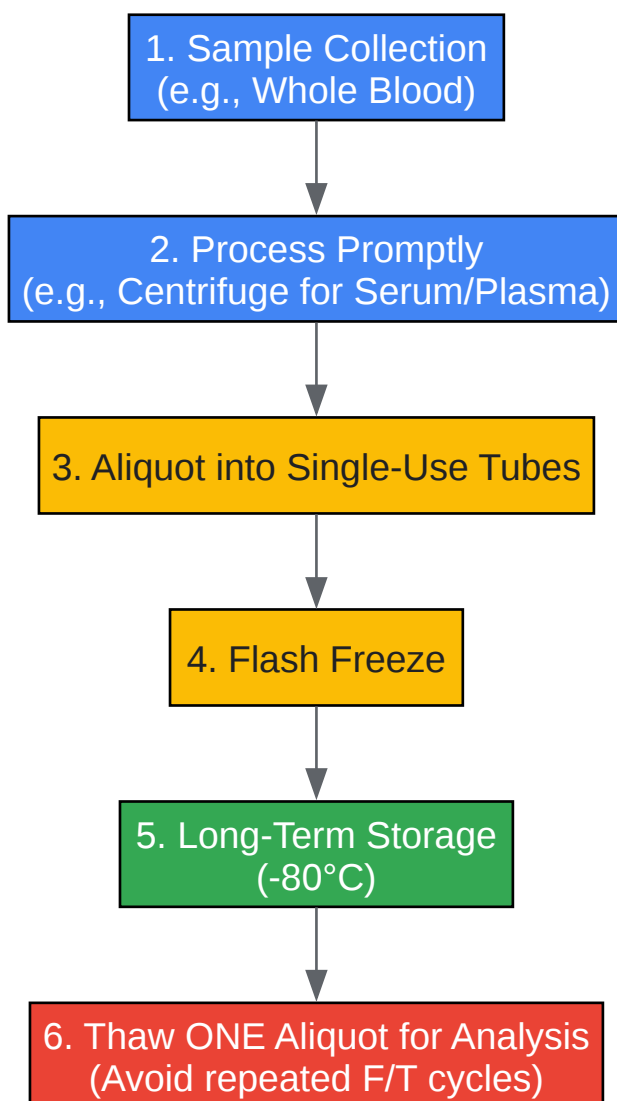 1. Sample Collection
(e.g., Whole Blood)
2. Process Promptly
(e.g., Centrifuge for Serum/Plasma)
3. Aliquot into Single-Use Tubes
4. Flash Freeze
5. Long-Term Storage
(-80°C)
6. Thaw ONE Aliquot for Analysis
(Avoid repeated F/T cycles)